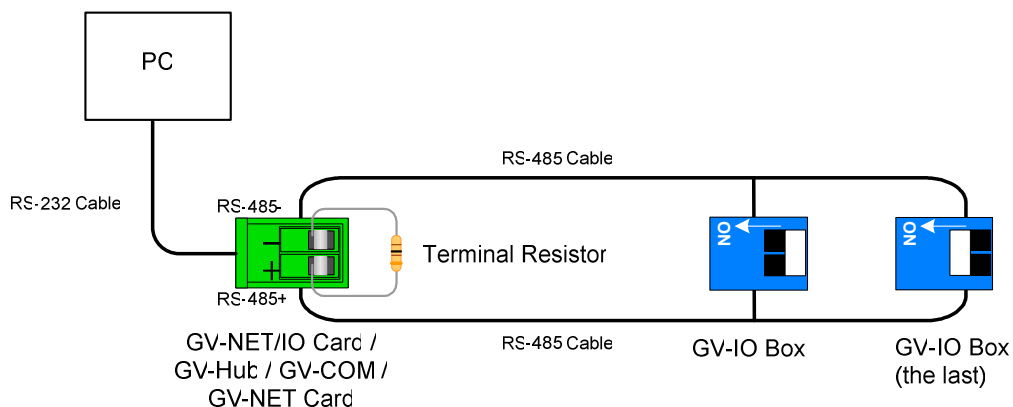 PC
RS-485 Cable
RS-232 Cable
RS-485-
−
+
Terminal Resistor
RS-485+
ON
ON
RS-485 Cable
GV-NET/IO Card /
GV-Hub / GV-COM /
GV-NET Card
GV-IO Box
GV-IO Box
(the last)